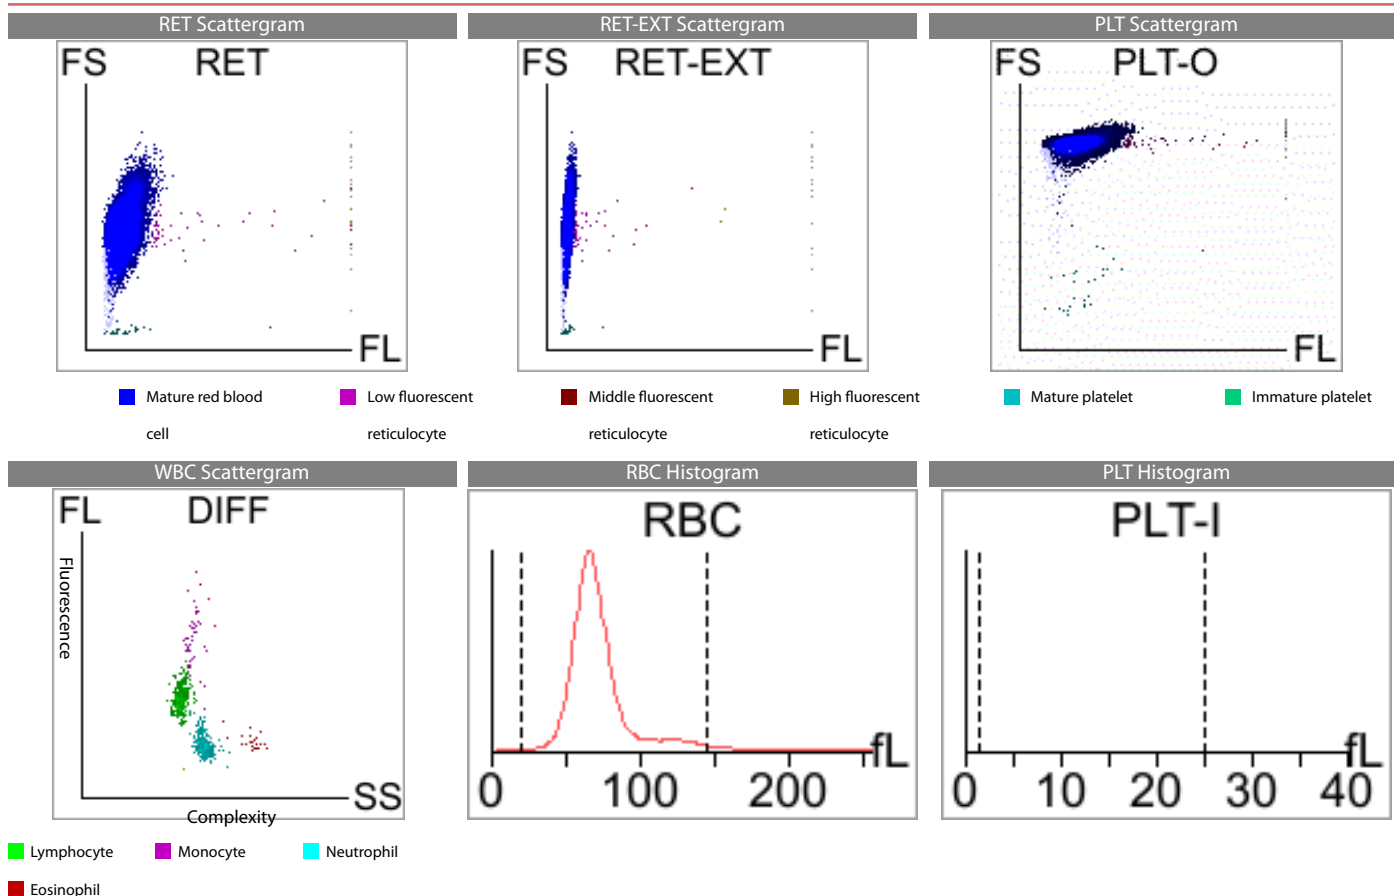 RET Scattergram
RET-EXT Scattergram
PLT Scattergram
FS RET
FL
FS RET-EXT
FL
FS PLT-O
FL
Mature red blood cell
Low fluorescent reticulocyte
Middle fluorescent reticulocyte
High fluorescent reticulocyte
Mature platelet
Immature platelet
WBC Scattergram
RBC Histogram
PLT Histogram
FL DIFF
Fluorescence
SS
Complexity
RBC
fL
0 100 200
PLT-I
fL
0 10 20 30 40
Lymphocyte
Monocyte
Neutrophil
Eosinophil